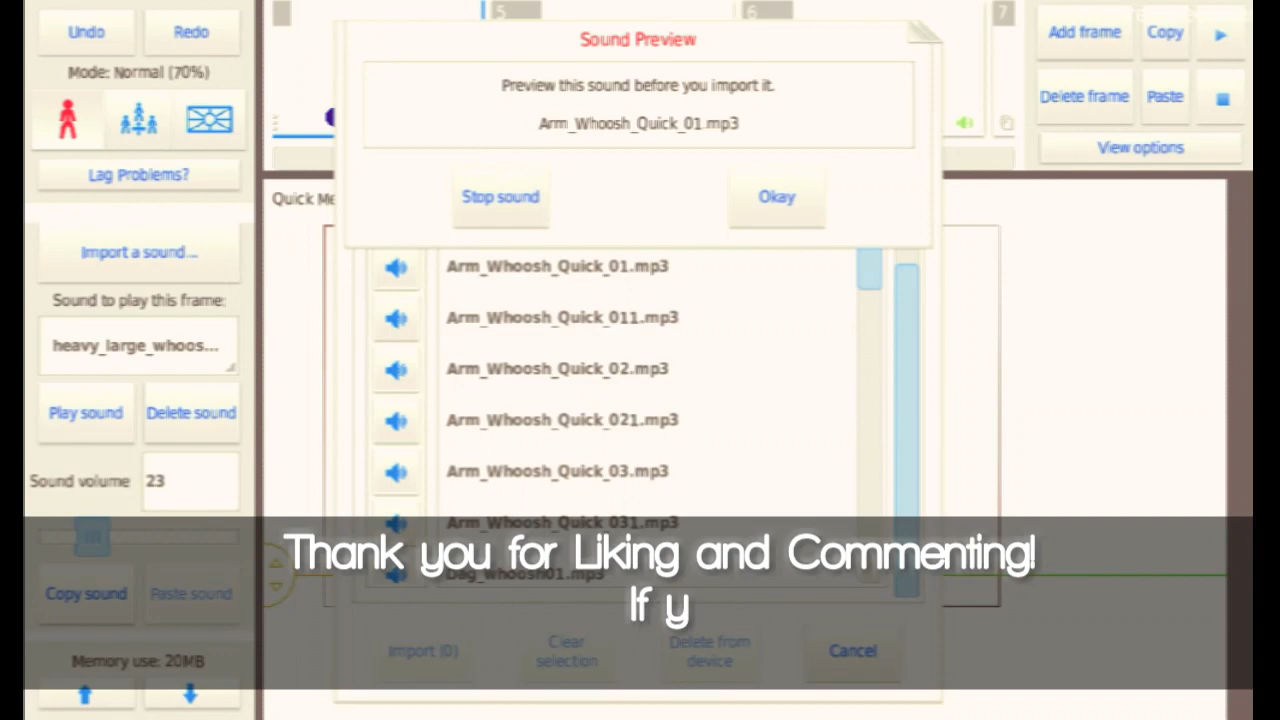 Undo
Redo
Mode: Normal (70%)
Lag Problems?
Import a sound...
Sound to play this frame:
heavy_large_whoos...
Play sound
Delete sound
Sound volume
23
Copy sound
Paste sound
Memory use: 20MB
5
6
7
Quick Me
Sound Preview
Preview this sound before you import it.
Arm_Whoosh_Quick_01.mp3
Stop sound
Okay
Arm_Whoosh_Quick_01.mp3
Arm_Whoosh_Quick_011.mp3
Arm_Whoosh_Quick_02.mp3
Arm_Whoosh_Quick_021.mp3
Arm_Whoosh_Quick_03.mp3
Arm_Whoosh_Quick_031.mp3
Dag_whoosh01.mp3
Thank you for Liking and Commenting!
If y
Import (0)
Clear
selection
Delete from
device
Cancel
Add frame
Copy
Delete frame
Paste
View options